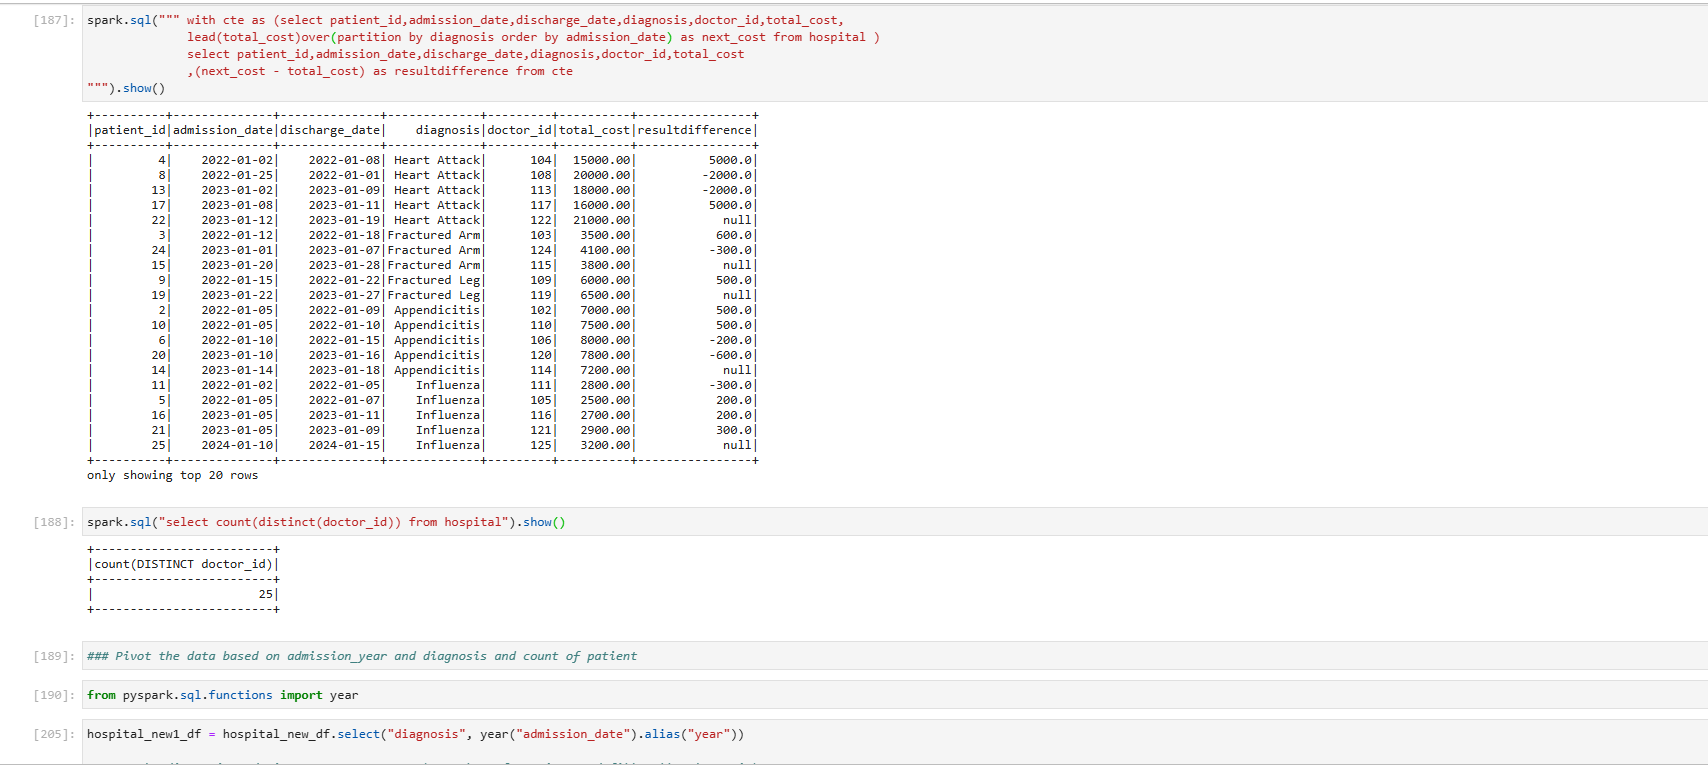 [187]: spark.sql(""" with cte as (select patient_id,admission_date,discharge_date,diagnosis,doctor_id,total_cost,
lead(total_cost)over(partition by diagnosis order by admission_date) as next_cost from hospital )
select patient_id,admission_date,discharge_date,diagnosis,doctor_id,total_cost
,(next_cost - total_cost) as resultdifference from cte
""").show()
+----------+--------------+--------------+-------------+---------+----------+----------------+
|patient_id|admission_date|discharge_date|    diagnosis|doctor_id|total_cost|resultdifference|
+----------+--------------+--------------+-------------+---------+----------+----------------+
|         4|    2022-01-02|    2022-01-08| Heart Attack|      104|  15000.00|          5000.0|
|         8|    2022-01-25|    2022-01-01| Heart Attack|      108|  20000.00|         -2000.0|
|        13|    2023-01-02|    2023-01-09| Heart Attack|      113|  18000.00|         -2000.0|
|        17|    2023-01-08|    2023-01-11| Heart Attack|      117|  16000.00|          5000.0|
|        22|    2023-01-12|    2023-01-19| Heart Attack|      122|  21000.00|            null|
|         3|    2022-01-12|    2022-01-18|Fractured Arm|      103|   3500.00|           600.0|
|        24|    2023-01-01|    2023-01-07|Fractured Arm|      124|   4100.00|          -300.0|
|        15|    2023-01-20|    2023-01-28|Fractured Arm|      115|   3800.00|            null|
|         9|    2022-01-15|    2022-01-22|Fractured Leg|      109|   6000.00|           500.0|
|        19|    2023-01-22|    2023-01-27|Fractured Leg|      119|   6500.00|            null|
|         2|    2022-01-05|    2022-01-09| Appendicitis|      102|   7000.00|           500.0|
|        10|    2022-01-05|    2022-01-10| Appendicitis|      110|   7500.00|           500.0|
|         6|    2022-01-10|    2022-01-15| Appendicitis|      106|   8000.00|          -200.0|
|        20|    2023-01-10|    2023-01-16| Appendicitis|      120|   7800.00|          -600.0|
|        14|    2023-01-14|    2023-01-18| Appendicitis|      114|   7200.00|            null|
|        11|    2022-01-02|    2022-01-05|    Influenza|      111|   2800.00|          -300.0|
|         5|    2022-01-05|    2022-01-07|    Influenza|      105|   2500.00|           200.0|
|        16|    2023-01-05|    2023-01-11|    Influenza|      116|   2700.00|           200.0|
|        21|    2023-01-05|    2023-01-09|    Influenza|      121|   2900.00|           300.0|
|        25|    2024-01-10|    2024-01-15|    Influenza|      125|   3200.00|            null|
+----------+--------------+--------------+-------------+---------+----------+----------------+
only showing top 20 rows
[188]: spark.sql("select count(distinct(doctor_id)) from hospital").show()
+-------------------------+
|count(DISTINCT doctor_id)|
+-------------------------+
|                       25|
+-------------------------+
[189]: ### Pivot the data based on admission_year and diagnosis and count of patient
[190]: from pyspark.sql.functions import year
[205]: hospital_new1_df = hospital_new_df.select("diagnosis", year("admission_date").alias("year"))